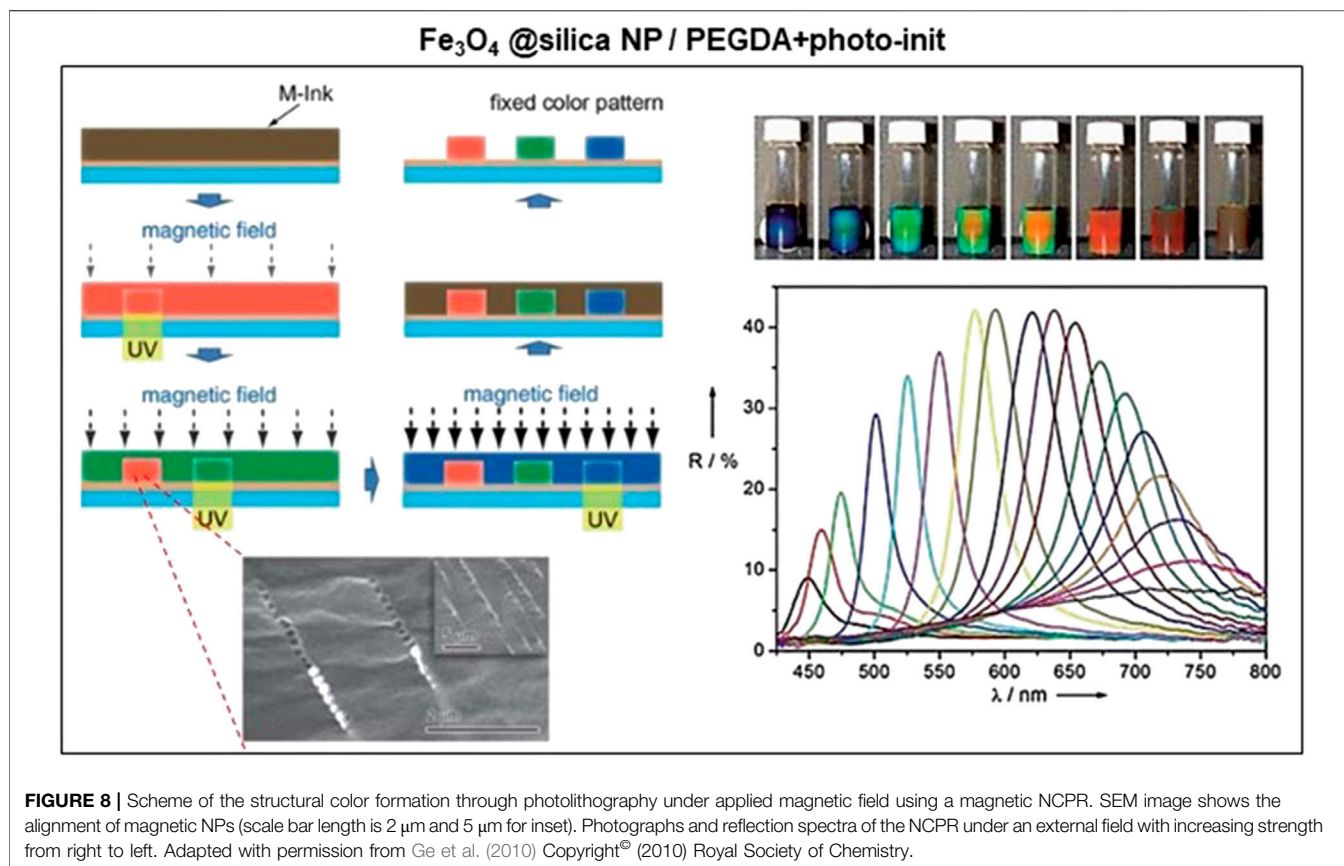 Fe₃O₄ @silica NP / PEGDA+photo-init
M-Ink
fixed color pattern
magnetic field
UV
magnetic field
magnetic field
UV
UV
5 µm
2 µm
R / %
40
30
20
10
0
450 500 550 600 650 700 750 800
λ / nm
FIGURE 8 | Scheme of the structural color formation through photolithography under applied magnetic field using a magnetic NCPR. SEM image shows the
alignment of magnetic NPs (scale bar length is 2 μm and 5 μm for inset). Photographs and reflection spectra of the NCPR under an external field with increasing strength
from right to left. Adapted with permission from Ge et al. (2010) Copyright© (2010) Royal Society of Chemistry.